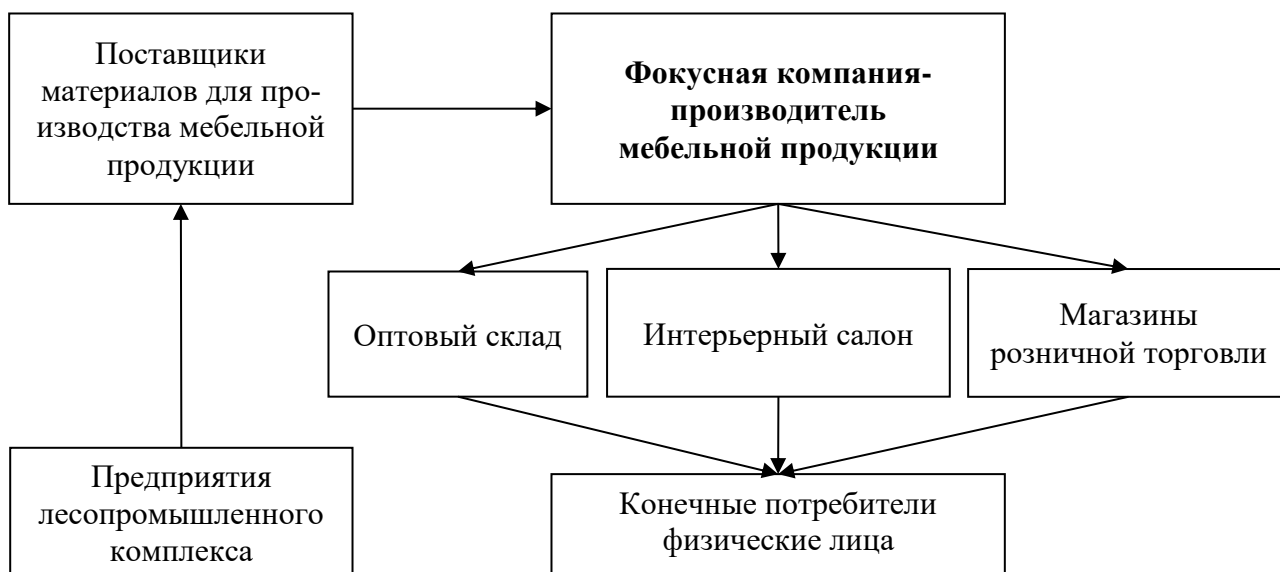 Поставщики
материалов для про-
изводства мебельной
продукции
Фокусная компания-
производитель
мебельной продукции
Оптовый склад
Интерьерный салон
Магазины
розничной торговли
Предприятия
лесопромышленного
комплекса
Конечные потребители
физические лица